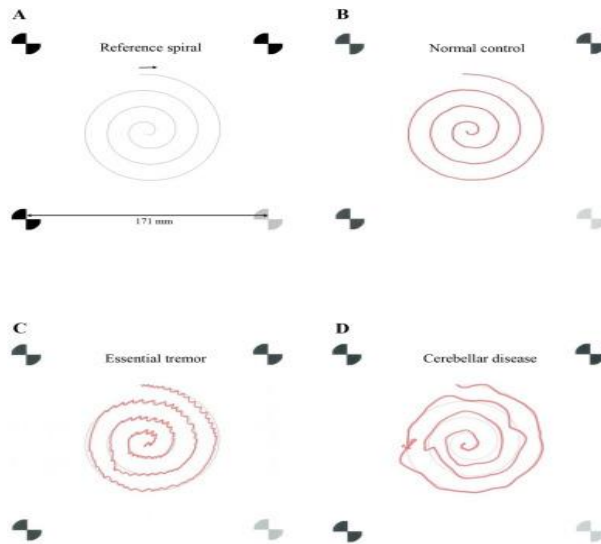 A
Reference spiral
171 mm
B
Normal control
C
Essential tremor
D
Cerebellar disease